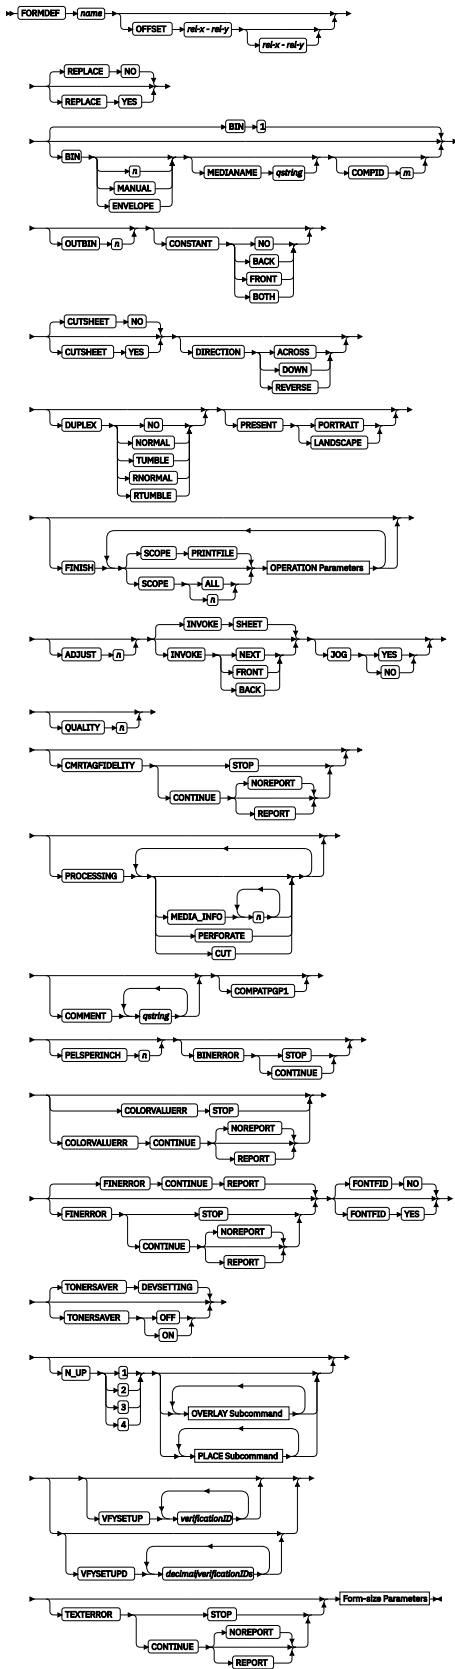 FORMDEF name
OFFSET rel-x - rel-y
rel-x - rel-y
REPLACE NO
REPLACE YES
BIN 1
BIN
n
MANUAL
ENVELOPE
MEDIANAME qstring
COMPID m
OUTBIN n
CONSTANT NO
BACK
FRONT
BOTH
CUTSHEET NO
CUTSHEET YES
DIRECTION ACROSS
DOWN
REVERSE
DUPLEX NO
NORMAL
TUMBLE
RNORMAL
RTUMBLE
PRESENT PORTRAIT
LANDSCAPE
SCOPE PRINTFILE
FINISH
SCOPE ALL
n
OPERATION Parameters
INVOKE SHEET
ADJUST n
INVOKE NEXT
FRONT
BACK
JOG YES
NO
QUALITY n
CMRTAGFIDELITY STOP
NOREPORT
CONTINUE
REPORT
PROCESSING
MEDIA_INFO n
PERFORATE
CUT
COMMENT qstring
COMPATPGP1
PELSPERINCH n
BINERROR STOP
CONTINUE
COLORVALUEERR STOP
NOREPORT
COLORVALUERR CONTINUE
REPORT
FINERROR CONTINUE REPORT
FINERROR STOP
NOREPORT
CONTINUE
REPORT
FONTFID NO
FONTFID YES
TONERSAVER DEVSETTING
TONERSAVER OFF
ON
N_UP 1
2
3
4
OVERLAY Subcommand
PLACE Subcommand
VFYSETUP verificationID
VFYSETUPD decimalverificationIDs
TEXTERROR STOP
NOREPORT
CONTINUE
REPORT
Form-size Parameters